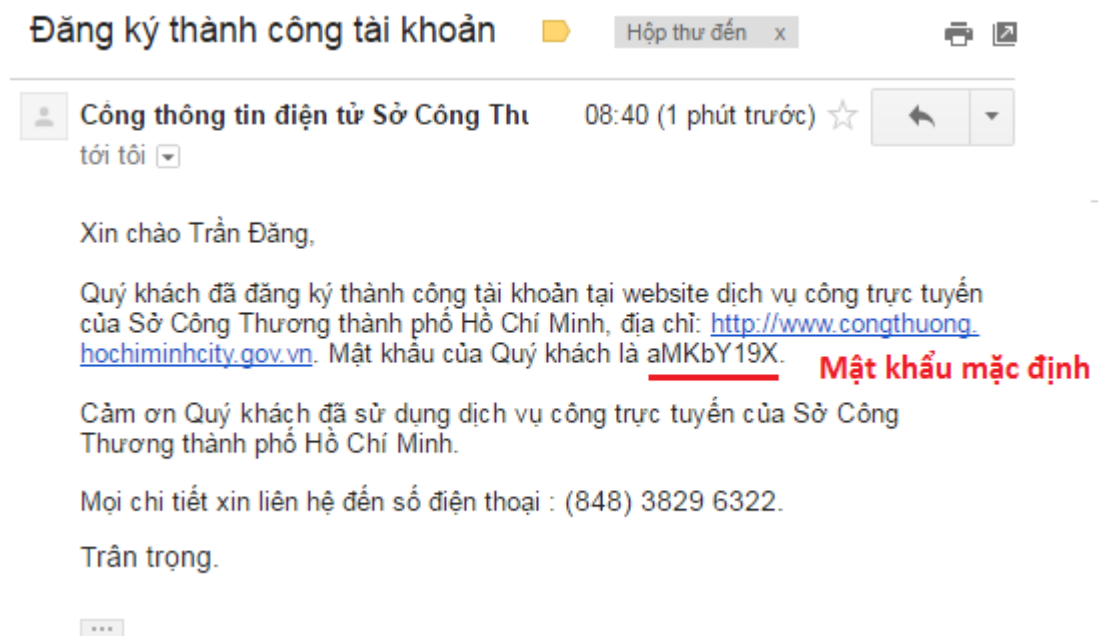 Đăng ký thành công tài khoản Hộp thư đến x
Cổng thông tin điện tử Sở Công Thư 08:40 (1 phút trước)
tới tôi
Xin chào Trần Đăng,
Quý khách đã đăng ký thành công tài khoản tại website dịch vụ công trực tuyến
của Sở Công Thương thành phố Hồ Chí Minh, địa chỉ: http://www.congthuong.
hochiminhcity.gov.vn. Mật khẩu của Quý khách là aMKbY19X.
Mật khẩu mặc định
Cảm ơn Quý khách đã sử dụng dịch vụ công trực tuyến của Sở Công
Thương thành phố Hồ Chí Minh.
Mọi chi tiết xin liên hệ đến số điện thoại : (848) 3829 6322.
Trân trọng.